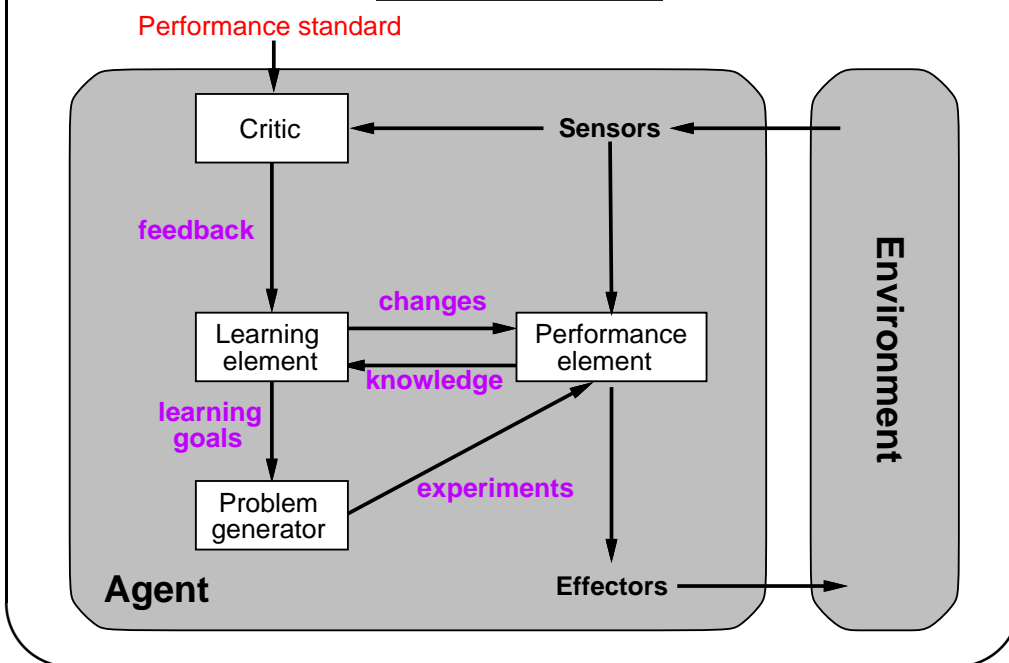 Performance standard
Critic
Sensors
feedback
Environment
changes
Learning
element
Performance
element
knowledge
learning
goals
experiments
Problem
generator
Agent
Effectors